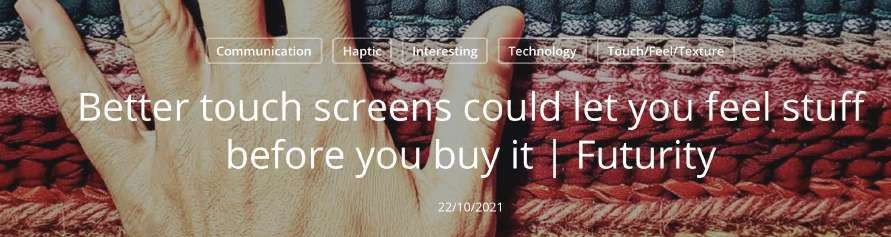 Communication Haptic Interesting Technology Touch/Feel/Texture
Better touch screens could let you feel stuff
before you buy it | Futurity
22/10/2021